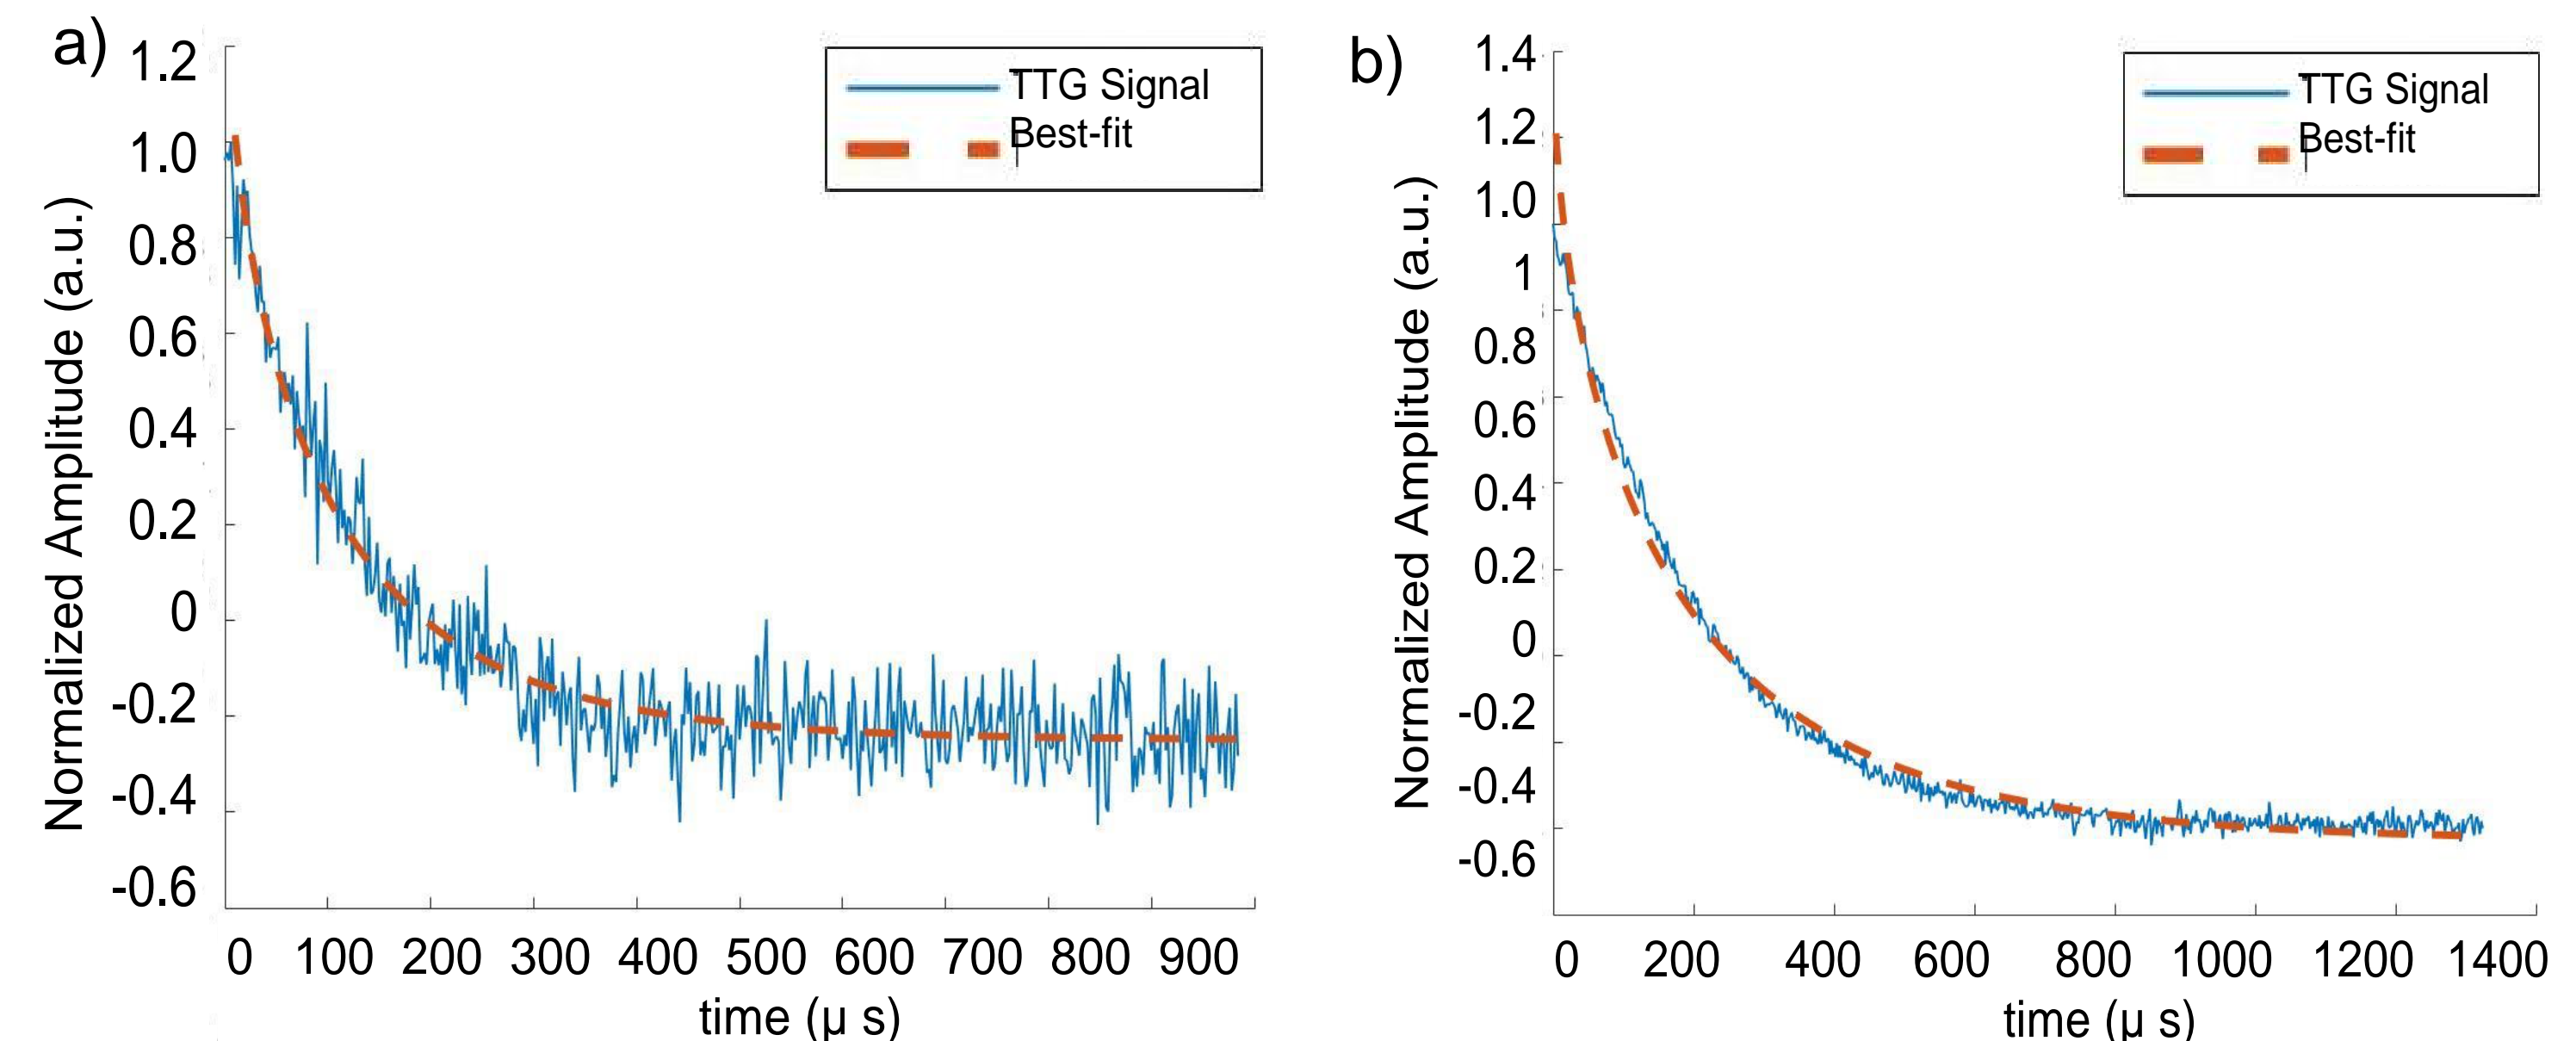 a)
1.2
1.0
0.8
0.6
0.4
0.2
0
-0.2
-0.4
-0.6
Normalized Amplitude (a.u.)
TTG Signal
Best-fit
0 100 200 300 400 500 600 700 800 900
time (μ s)
b)
1.4
1.2
1.0
1
0.8
0.6
0.4
0.2
0
-0.2
-0.4
-0.6
Normalized Amplitude (a.u.)
TTG Signal
Best-fit
0 200 400 600 800 1000 1200 1400
time (μ s)